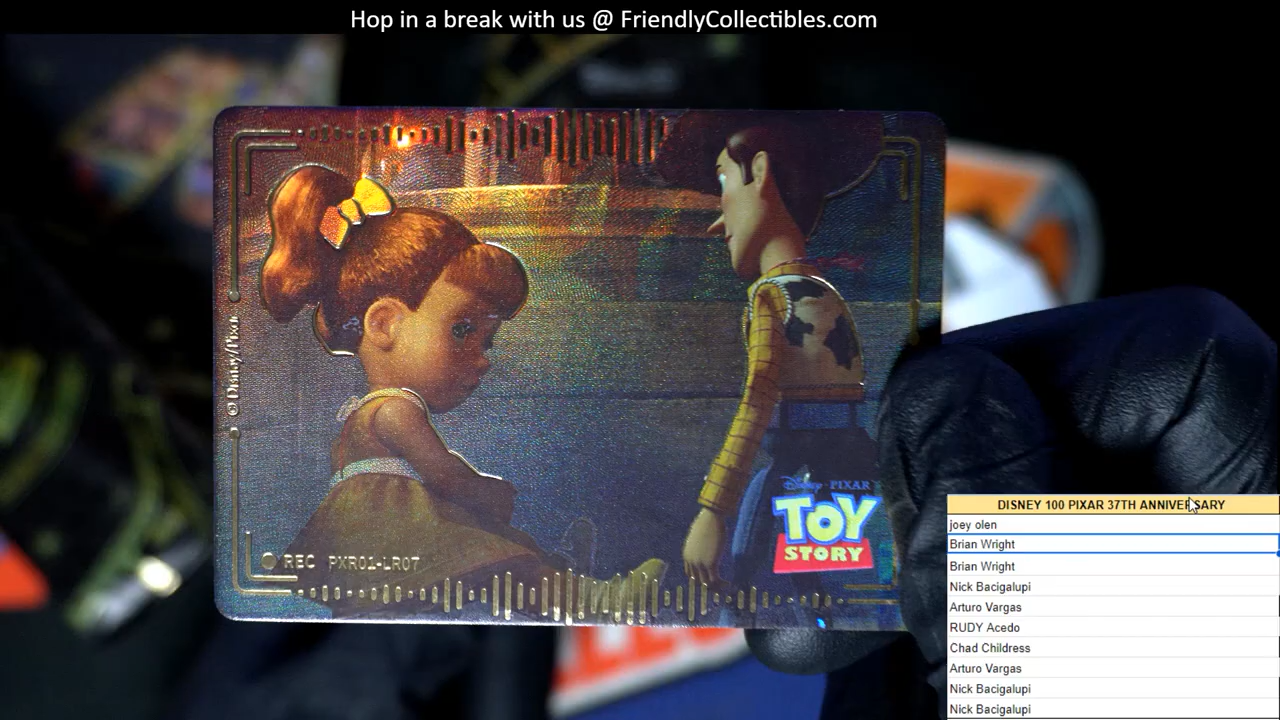 Hop in a break with us @ FriendlyCollectibles.com
© Disney/Pixar
Disney · PIXAR
TOY
STORY
REC PXR01-LR07
DISNEY 100 PIXAR 37TH ANNIVERSARY
joey olen
Brian Wright
Brian Wright
Nick Bacigalupi
Arturo Vargas
RUDY Acedo
Chad Childress
Arturo Vargas
Nick Bacigalupi
Nick Bacigalupi